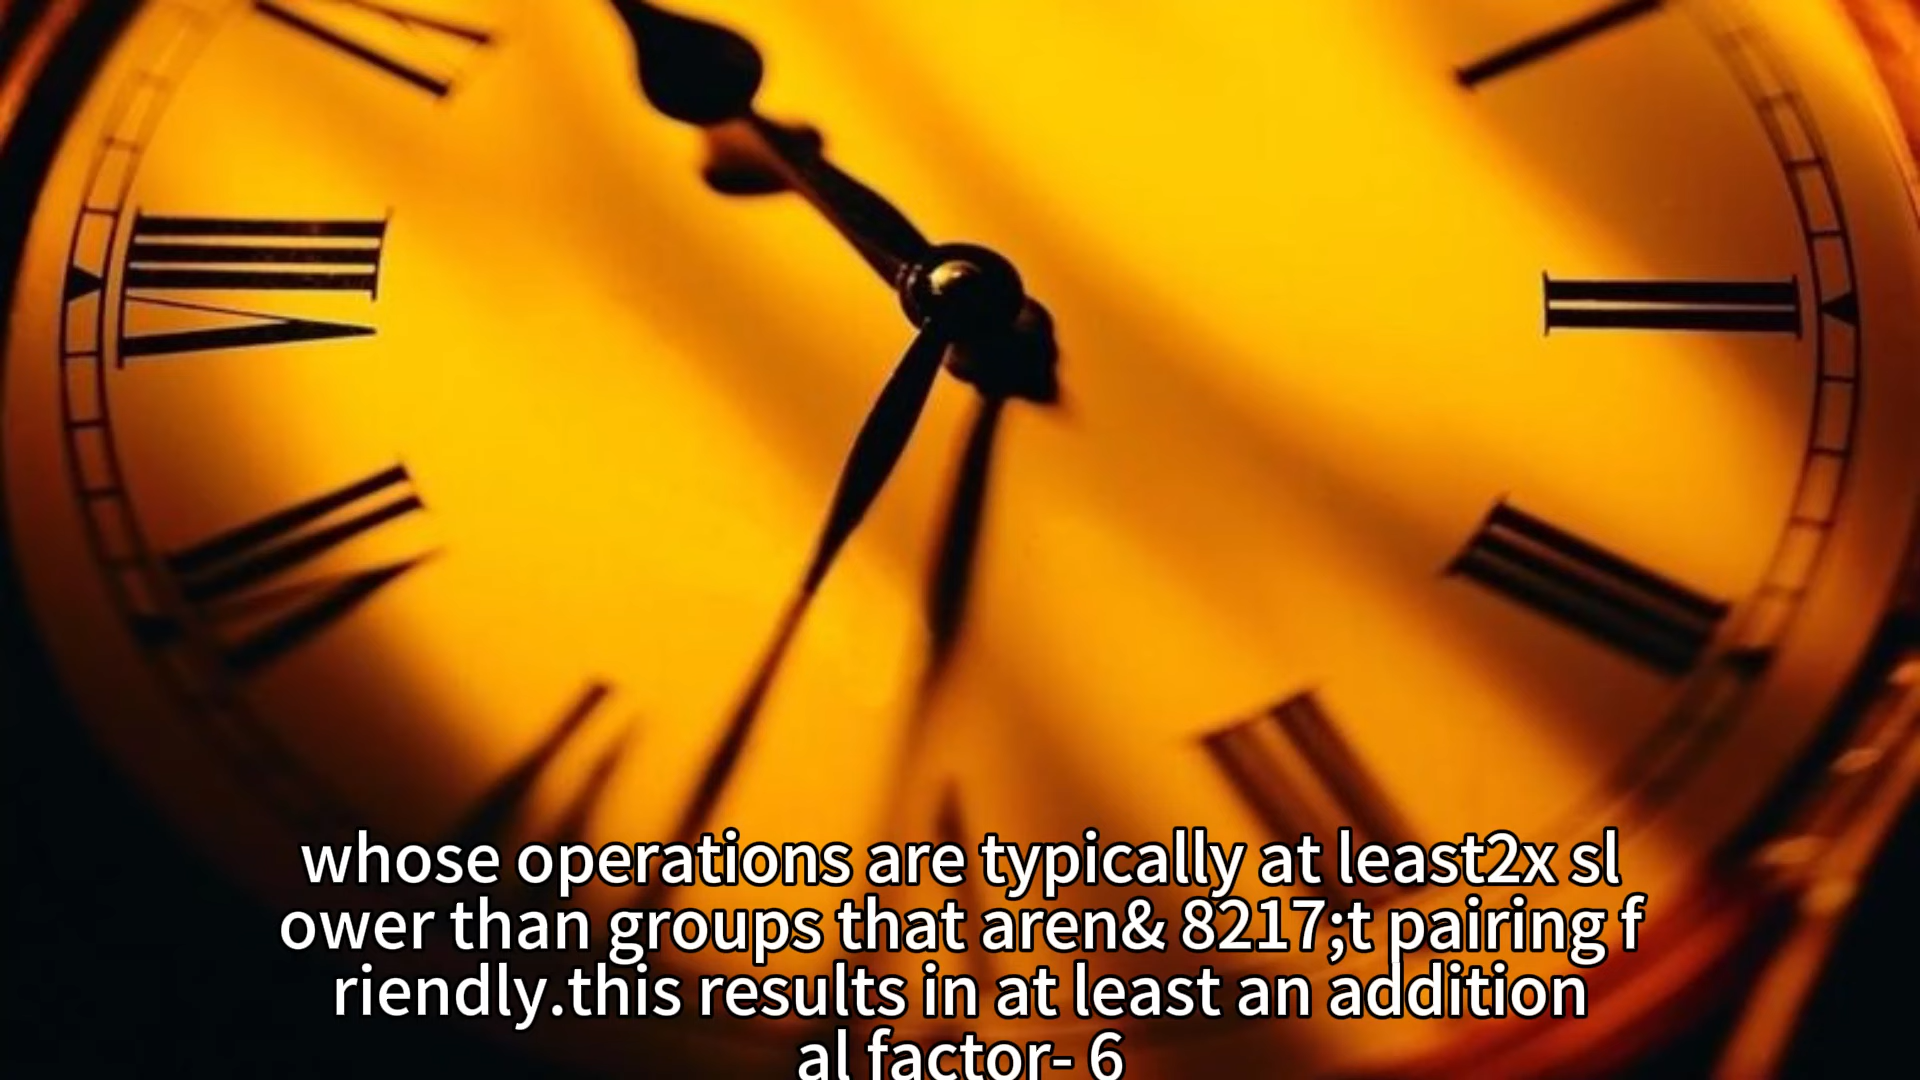 whose operations are typically at least2x sl
ower than groups that aren& 8217;t pairing f
riendly.this results in at least an addition
al factor- 6